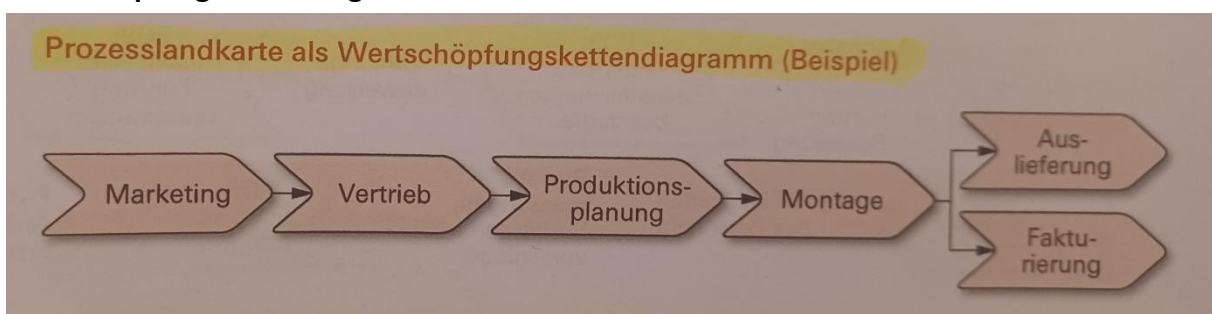 Prozesslandkarte als Wertschöpfungskettendiagramm (Beispiel)
Marketing
Vertrieb
Produktions-
planung
Montage
Aus-
lieferung
Faktu-
rierung